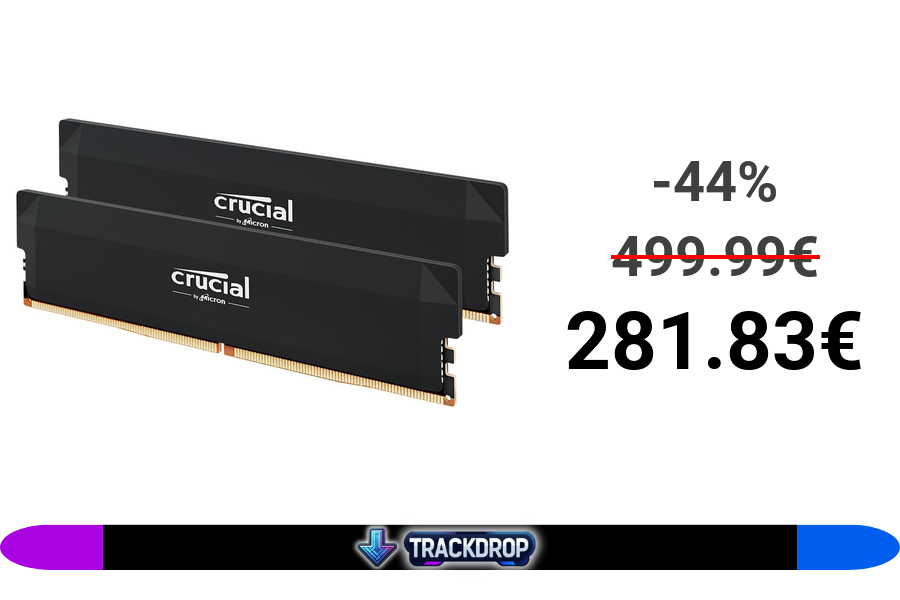 crucial
by Micron
crucial
by Micron
-44%
499.99€
281.83€
TRACKDROP